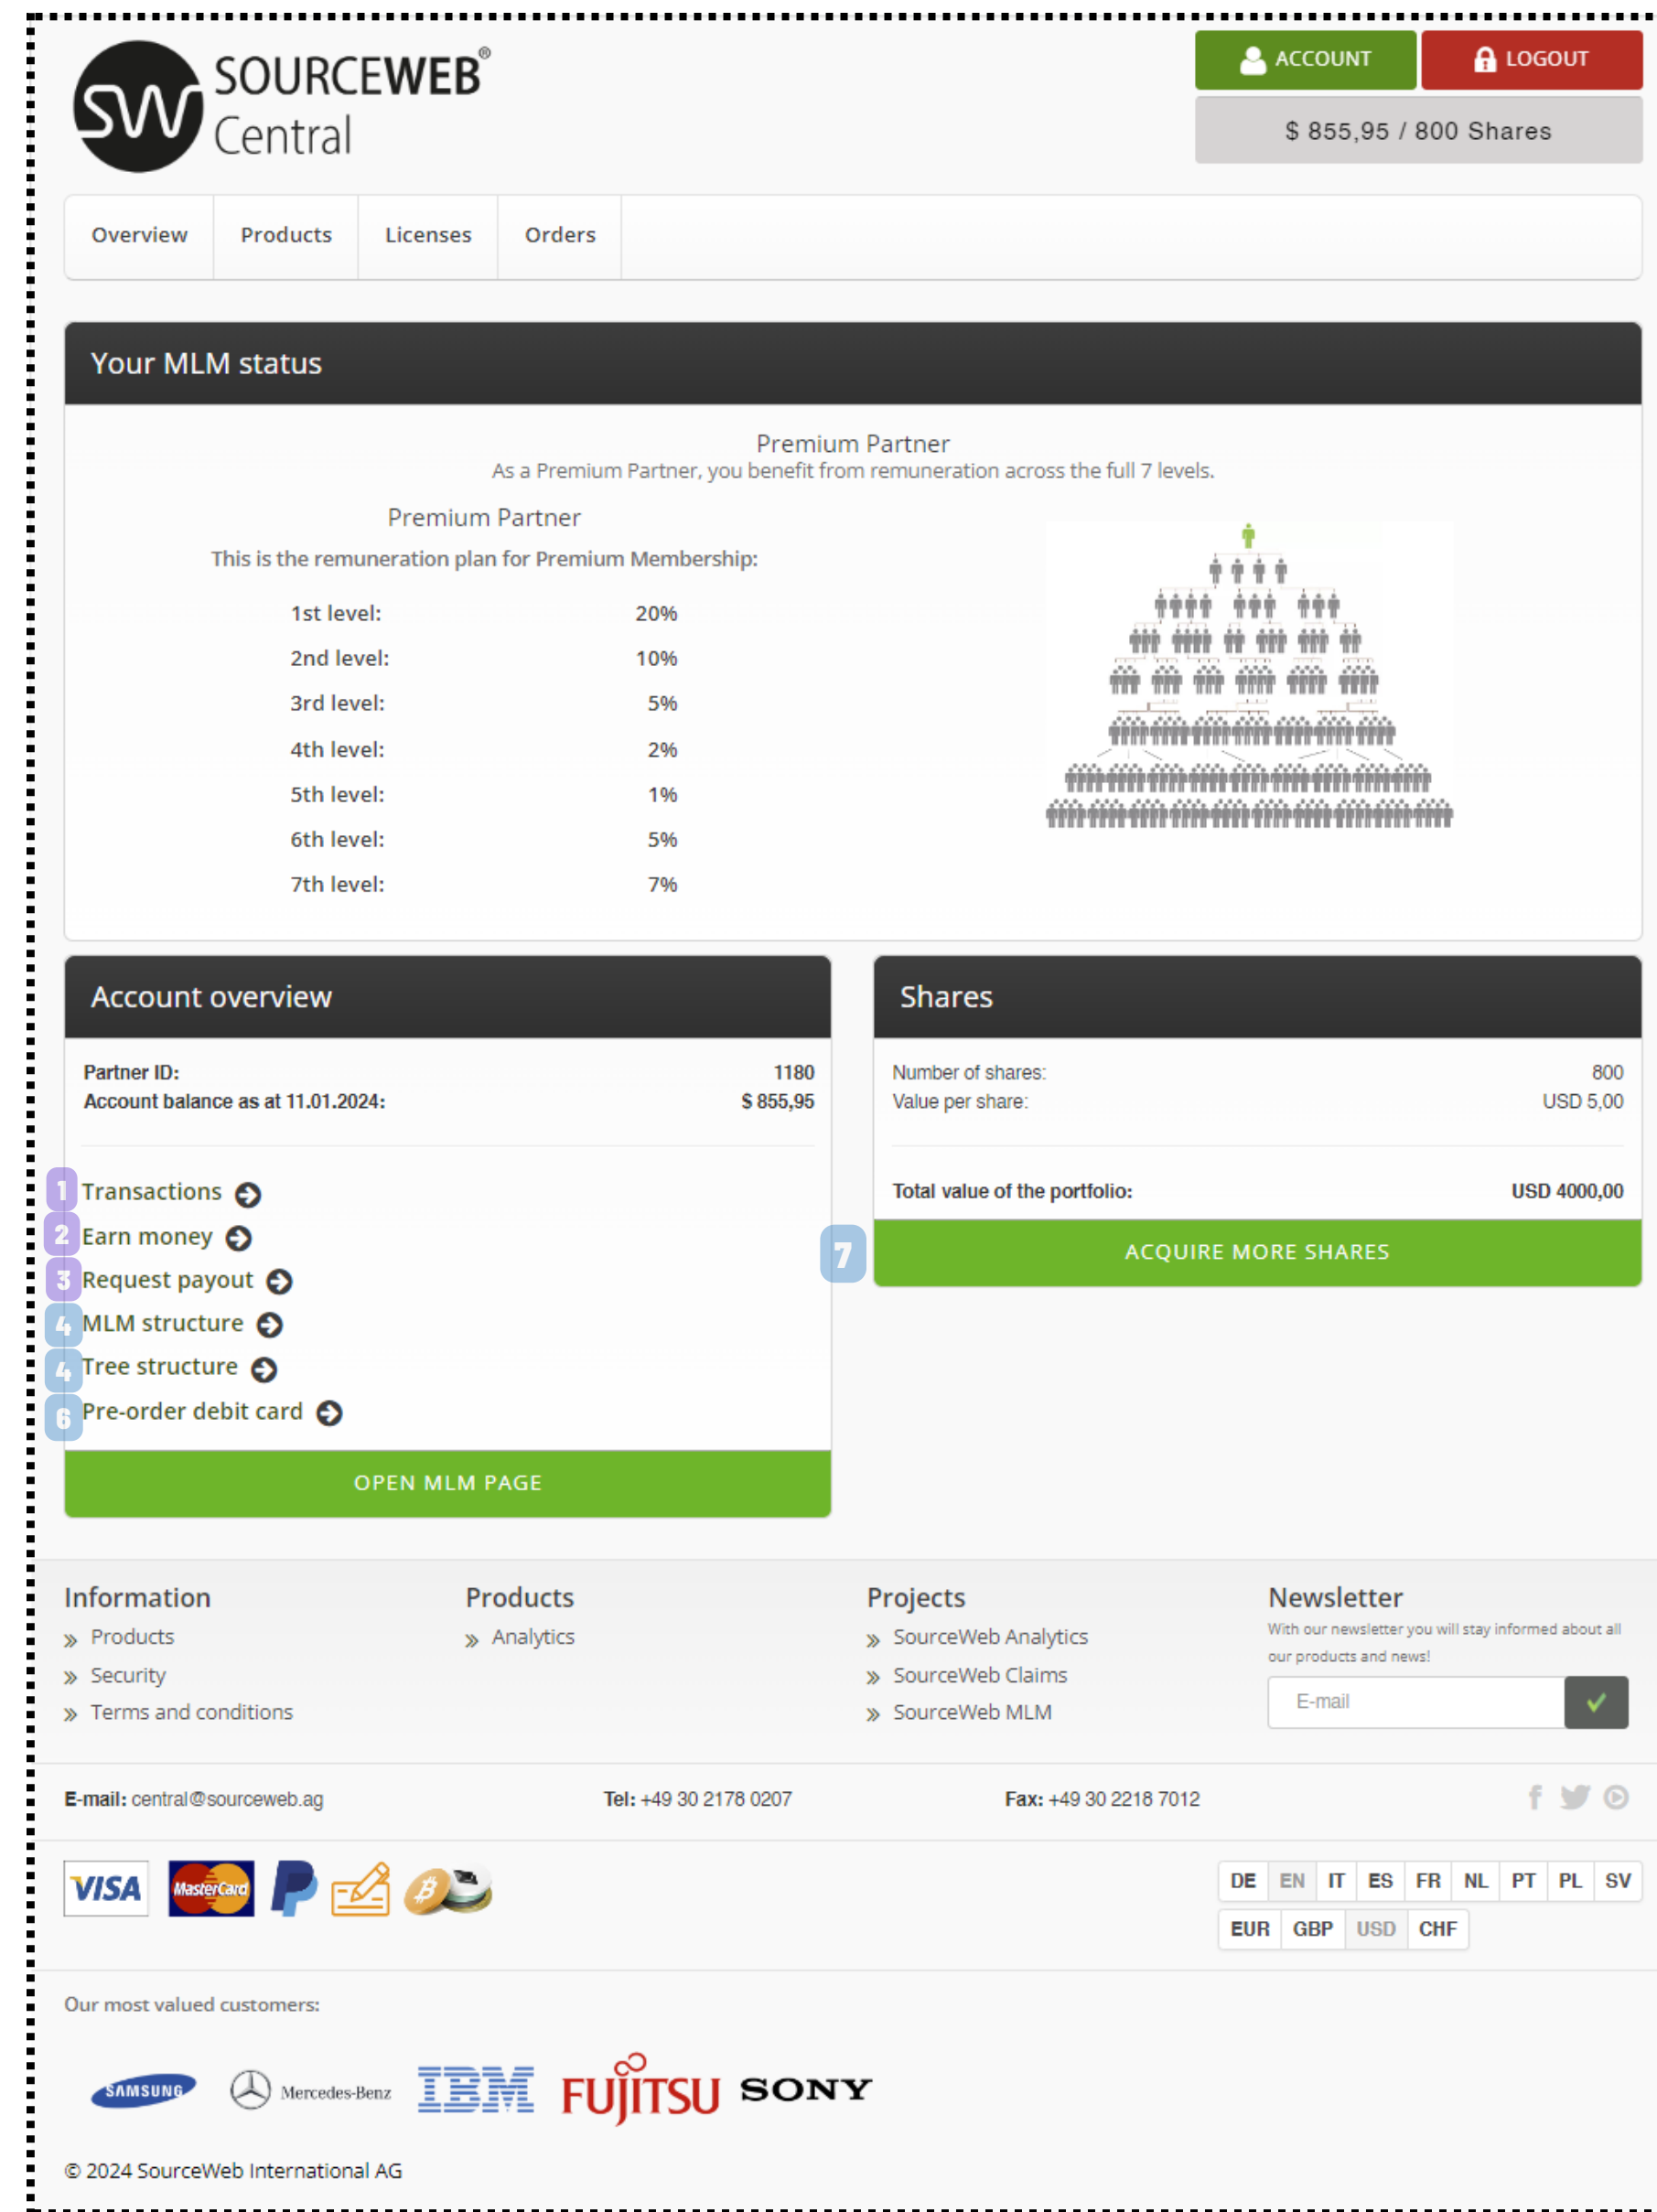 SW SOURCEWEB®
Central
ACCOUNT
LOGOUT
$ 855,95 / 800 Shares
Overview
Products
Licenses
Orders
Your MLM status
Premium Partner
As a Premium Partner, you benefit from remuneration across the full 7 levels.
Premium Partner
This is the remuneration plan for Premium Membership:
1st level: 20%
2nd level: 10%
3rd level: 5%
4th level: 2%
5th level: 1%
6th level: 5%
7th level: 7%
Account overview
Partner ID: 1180
Account balance as at 11.01.2024: $ 855,95
1 Transactions
2 Earn money
3 Request payout
4 MLM structure
4 Tree structure
6 Pre-order debit card
OPEN MLM PAGE
Shares
Number of shares: 800
Value per share: USD 5,00
Total value of the portfolio: USD 4000,00
7 ACQUIRE MORE SHARES
Information
» Products
» Security
» Terms and conditions
Products
» Analytics
Projects
» SourceWeb Analytics
» SourceWeb Claims
» SourceWeb MLM
Newsletter
With our newsletter you will stay informed about all
our products and news!
E-mail
E-mail: central@sourceweb.ag
Tel: +49 30 2178 0207
Fax: +49 30 2218 7012
VISA MasterCard
DE EN IT ES FR NL PT PL SV
EUR GBP USD CHF
Our most valued customers:
SAMSUNG Mercedes-Benz IBM FUJITSU SONY
© 2024 SourceWeb International AG